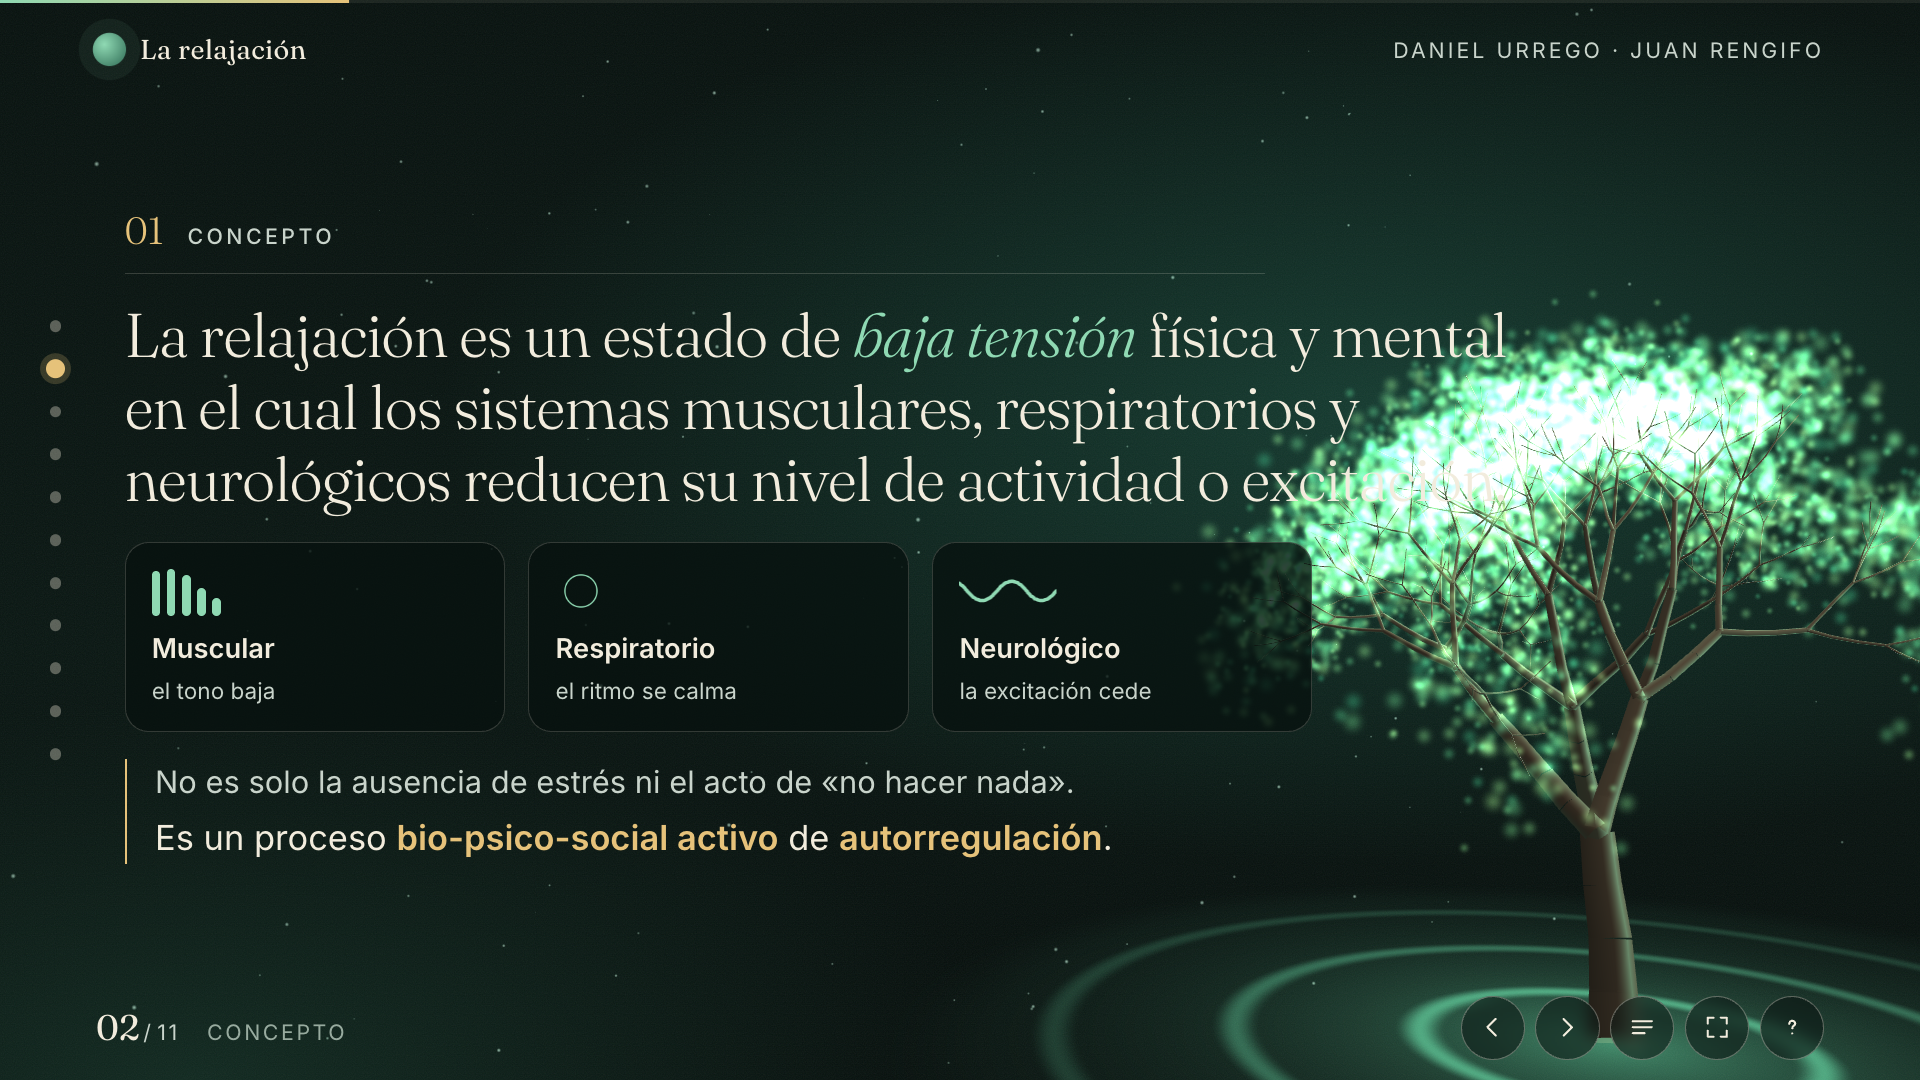 La relajación
DANIEL URREGO · JUAN RENGIFO
01 CONCEPTO
La relajación es un estado de baja tensión física y mental
en el cual los sistemas musculares, respiratorios y
neurológicos reducen su nivel de actividad o excitación.
Muscular
el tono baja
Respiratorio
el ritmo se calma
Neurológico
la excitación cede
No es solo la ausencia de estrés ni el acto de «no hacer nada».
Es un proceso bio-psico-social activo de autorregulación.
02 / 11 CONCEPTO
?